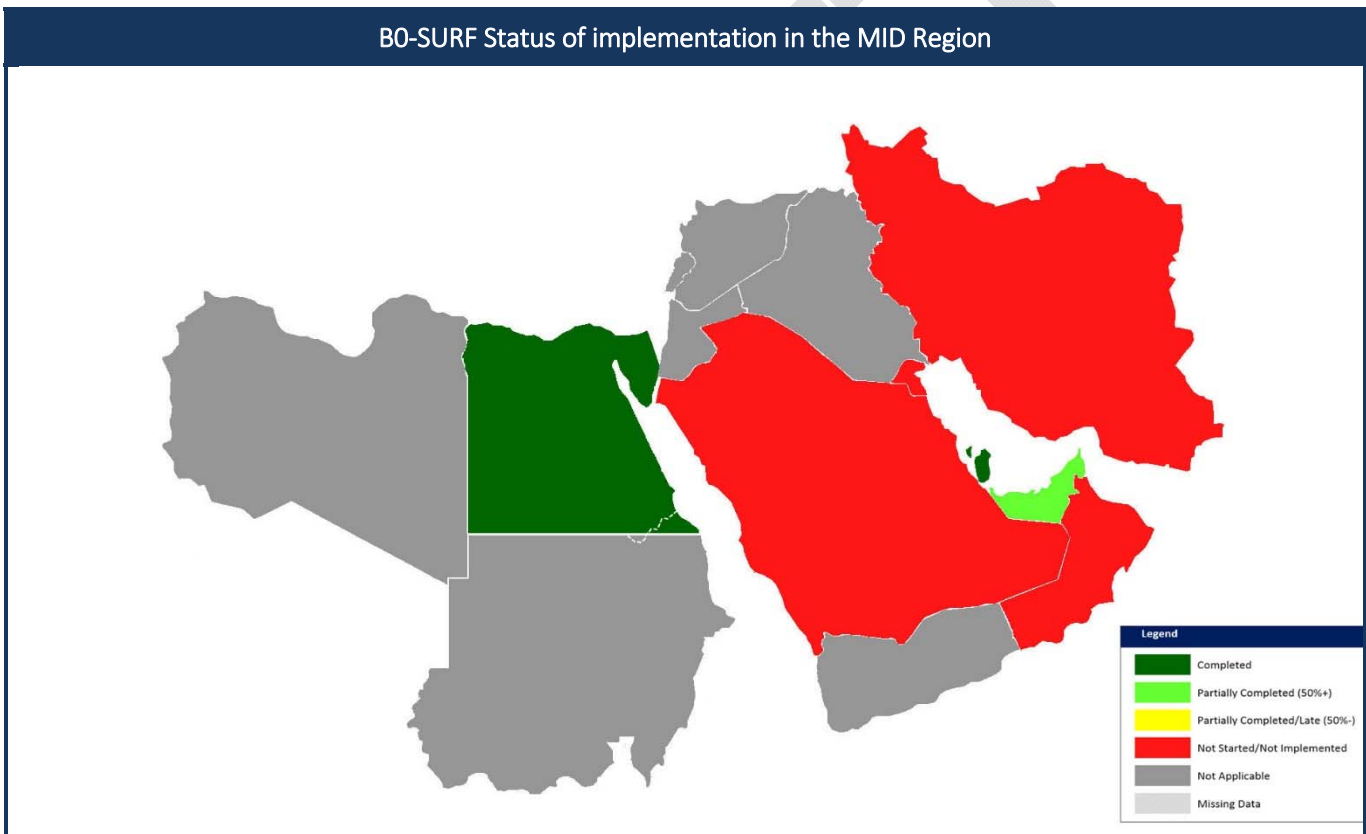 B0-SURF Status of implementation in the MID Region
Legend
Completed
Partially Completed (50%+)
Partially Completed/Late (50%-)
Not Started/Not Implemented
Not Applicable
Missing Data